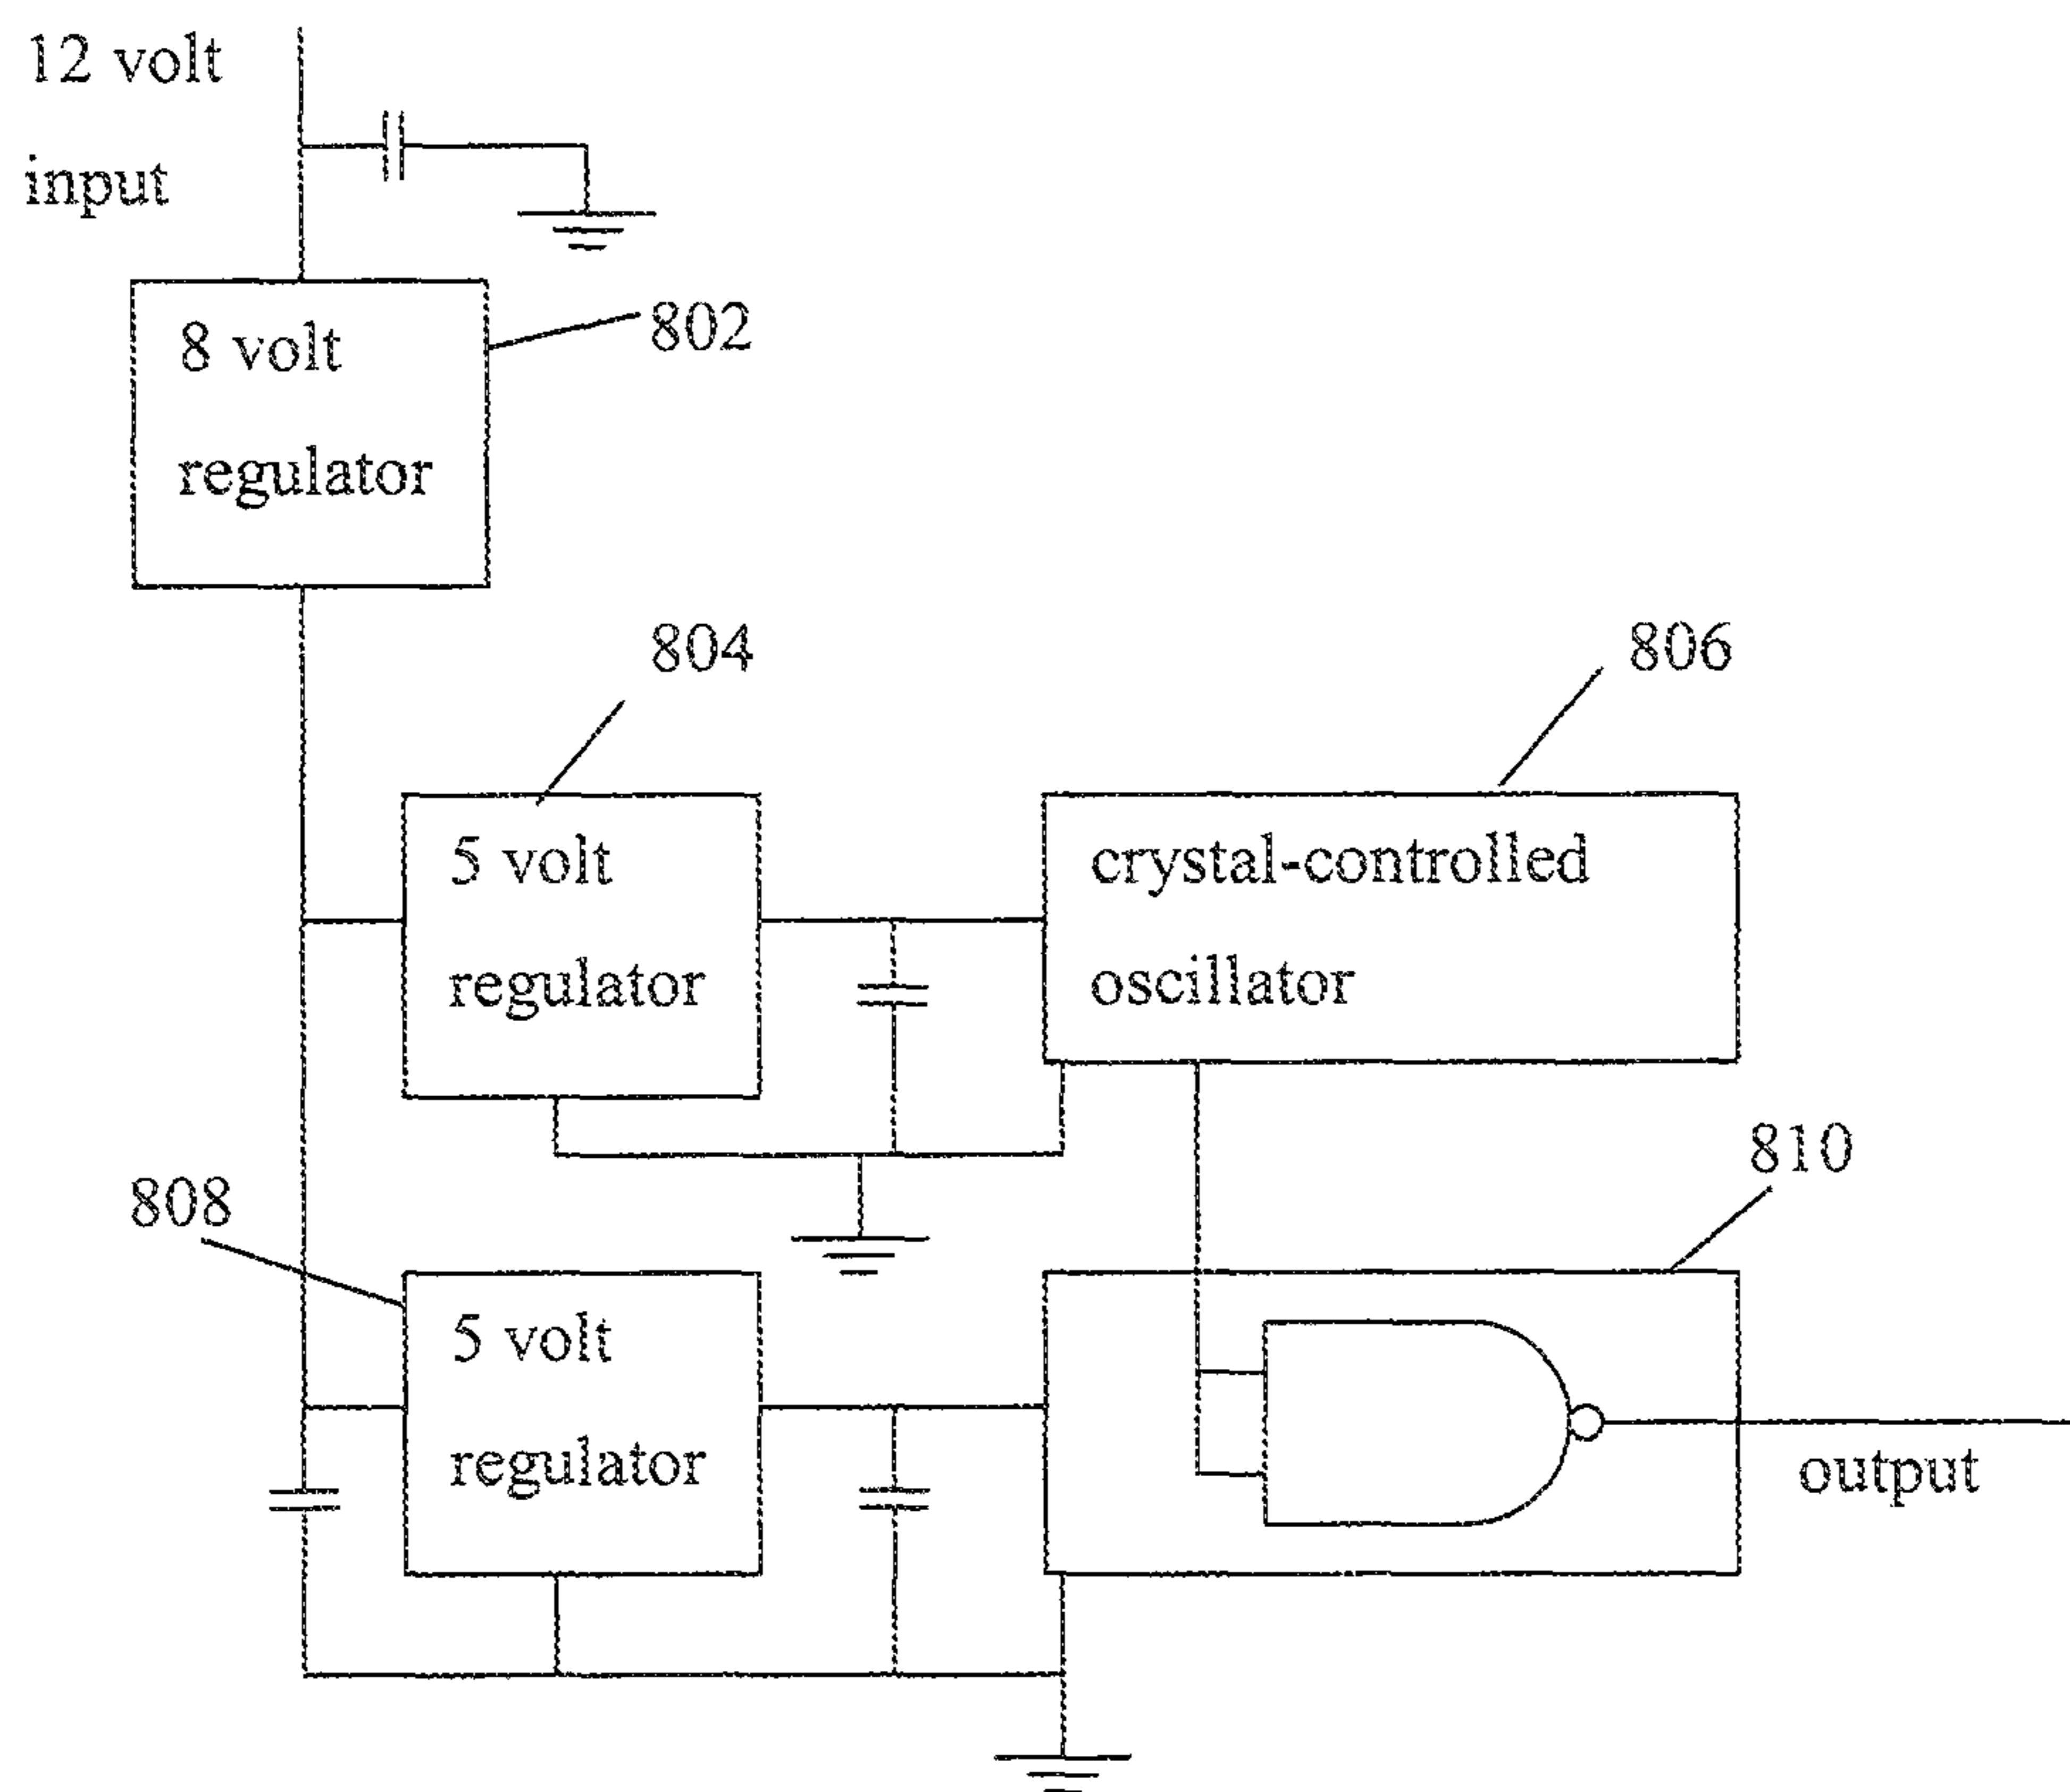 12 volt
input
8 volt
regulator
802
804
806
5 volt
regulator
crystal-controlled
oscillator
810
808
5 volt
regulator
output